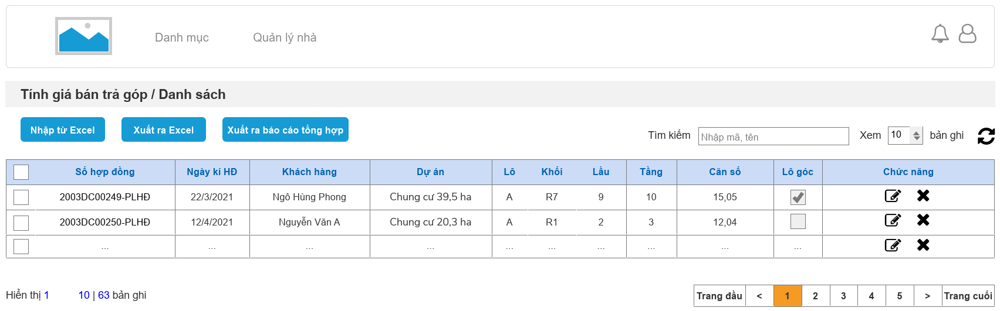 Danh mục Quản lý nhà
Tính giá bán trả góp / Danh sách
Nhập từ Excel Xuất ra Excel Xuất ra báo cáo tổng hợp
Tìm kiếm Nhập mã, tên Xem 10 bản ghi
Số hợp đồng Ngày kí HĐ Khách hàng Dự án Lô Khối Lầu Tầng Căn số Lô góc Chức năng
2003DC00249-PLHĐ 22/3/2021 Ngô Hùng Phong Chung cư 39,5 ha A R7 9 10 15,05
2003DC00250-PLHĐ 12/4/2021 Nguyễn Văn A Chung cư 20,3 ha A R1 2 3 12,04
... ... ... ... ... ... ... ... ... ...
Hiển thị 1 10 | 63 bản ghi Trang đầu < 1 2 3 4 5 > Trang cuối